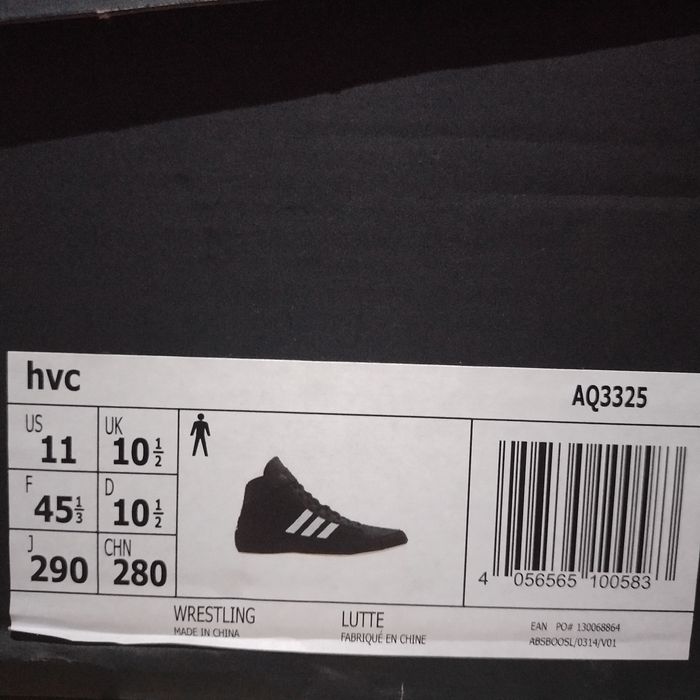 hvc
AQ3325
US 11
UK 10 1/2
F 45 1/3
D 10 1/2
J 290
CHN 280
4 056565 100583
WRESTLING
MADE IN CHINA
LUTTE
FABRIQUÉ EN CHINE
EAN PO# 130068864
ABSBOOSL/0314/V01